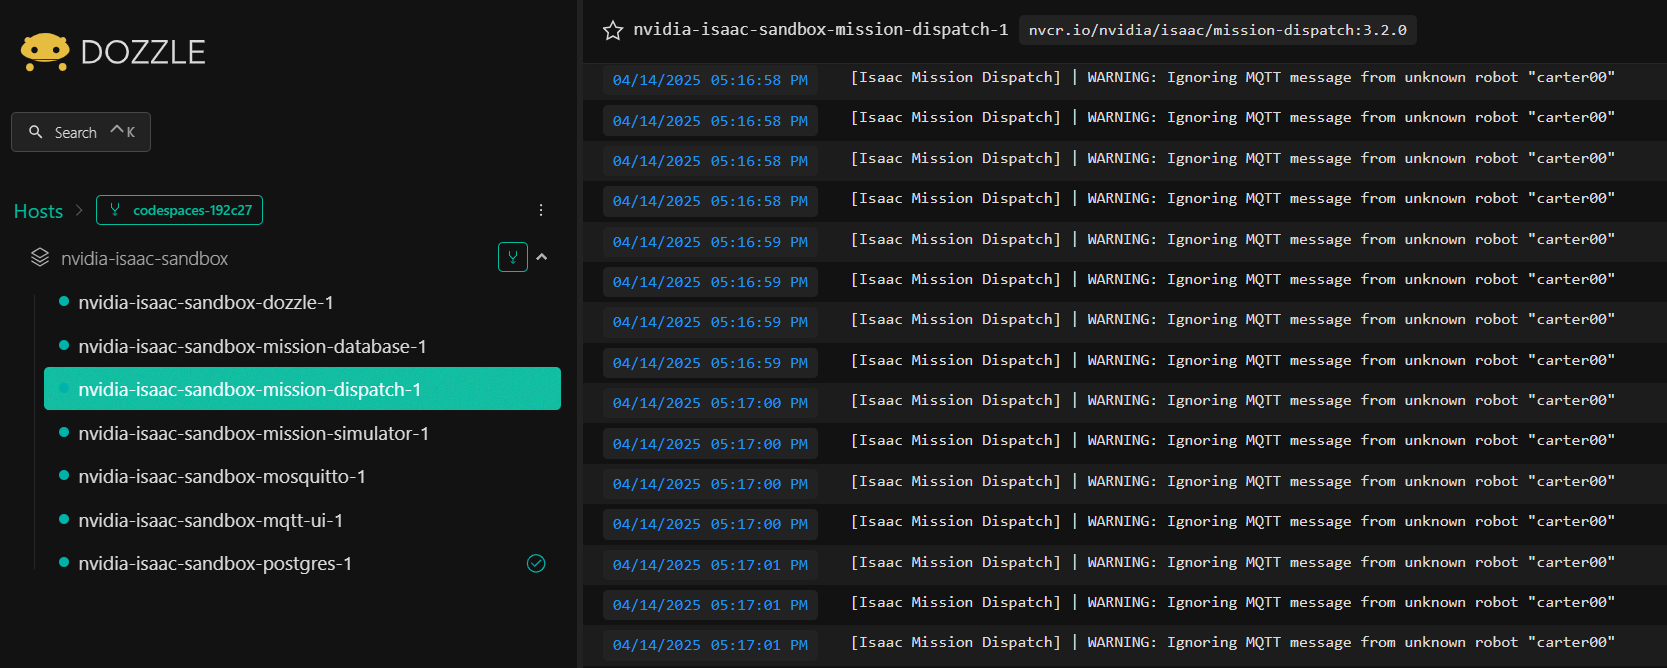 DOZZLE
Search ^K
Hosts > codespaces-192c27
nvidia-isaac-sandbox
nvidia-isaac-sandbox-dozzle-1
nvidia-isaac-sandbox-mission-database-1
nvidia-isaac-sandbox-mission-dispatch-1
nvidia-isaac-sandbox-mission-simulator-1
nvidia-isaac-sandbox-mosquitto-1
nvidia-isaac-sandbox-mqtt-ui-1
nvidia-isaac-sandbox-postgres-1
nvidia-isaac-sandbox-mission-dispatch-1 nvcr.io/nvidia/isaac/mission-dispatch:3.2.0
04/14/2025 05:16:58 PM [Isaac Mission Dispatch] | WARNING: Ignoring MQTT message from unknown robot "carter00"
04/14/2025 05:16:58 PM [Isaac Mission Dispatch] | WARNING: Ignoring MQTT message from unknown robot "carter00"
04/14/2025 05:16:58 PM [Isaac Mission Dispatch] | WARNING: Ignoring MQTT message from unknown robot "carter00"
04/14/2025 05:16:58 PM [Isaac Mission Dispatch] | WARNING: Ignoring MQTT message from unknown robot "carter00"
04/14/2025 05:16:59 PM [Isaac Mission Dispatch] | WARNING: Ignoring MQTT message from unknown robot "carter00"
04/14/2025 05:16:59 PM [Isaac Mission Dispatch] | WARNING: Ignoring MQTT message from unknown robot "carter00"
04/14/2025 05:16:59 PM [Isaac Mission Dispatch] | WARNING: Ignoring MQTT message from unknown robot "carter00"
04/14/2025 05:16:59 PM [Isaac Mission Dispatch] | WARNING: Ignoring MQTT message from unknown robot "carter00"
04/14/2025 05:17:00 PM [Isaac Mission Dispatch] | WARNING: Ignoring MQTT message from unknown robot "carter00"
04/14/2025 05:17:00 PM [Isaac Mission Dispatch] | WARNING: Ignoring MQTT message from unknown robot "carter00"
04/14/2025 05:17:00 PM [Isaac Mission Dispatch] | WARNING: Ignoring MQTT message from unknown robot "carter00"
04/14/2025 05:17:00 PM [Isaac Mission Dispatch] | WARNING: Ignoring MQTT message from unknown robot "carter00"
04/14/2025 05:17:01 PM [Isaac Mission Dispatch] | WARNING: Ignoring MQTT message from unknown robot "carter00"
04/14/2025 05:17:01 PM [Isaac Mission Dispatch] | WARNING: Ignoring MQTT message from unknown robot "carter00"
04/14/2025 05:17:01 PM [Isaac Mission Dispatch] | WARNING: Ignoring MQTT message from unknown robot "carter00"